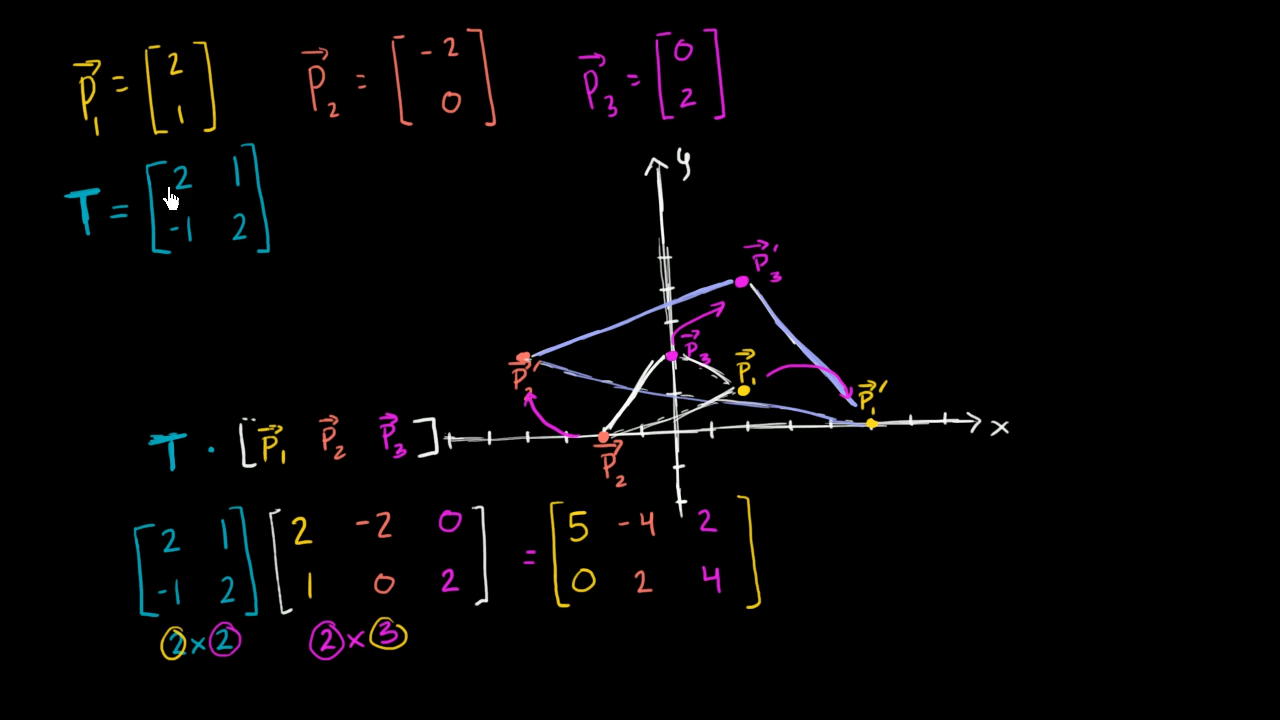 P⃗₁ = [2 1]
P⃗₂ = [-2 0]
P⃗₃ = [0 2]
T = [2 1
-1 2]
y
P⃗₃′
P⃗₃
P⃗₁
P⃗₂′
P⃗₁′
x
P⃗₂
T · [P⃗₁ P⃗₂ P⃗₃]
[2 1 [2 -2 0 = [5 -4 2
-1 2] 1 0 2] 0 2 4]
2×2 2×3